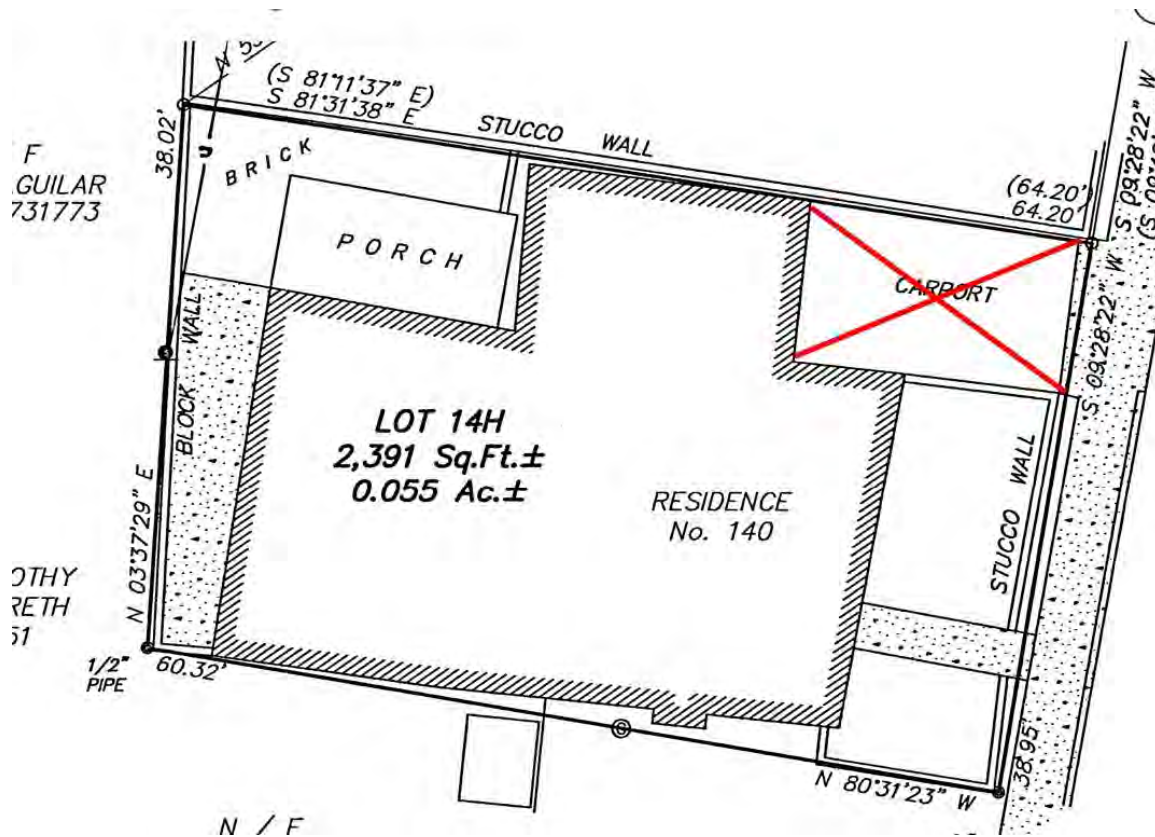 (S 81°11'37" E)
S 81°31'38" E
STUCCO WALL
38.02'
BRICK
F
GUILAR
731773
PORCH
(64.20')
64.20'
CARPORT
S 09°28'22" W
S 09°28'22" W
BLOCK WALL
LOT 14H
2,391 Sq.Ft.±
0.055 Ac.±
RESIDENCE
No. 140
STUCCO WALL
N 03°37'29" E
OTHY
RETH
51
1/2"
PIPE
60.32'
N 80°31'23" W
38.95'
N / F